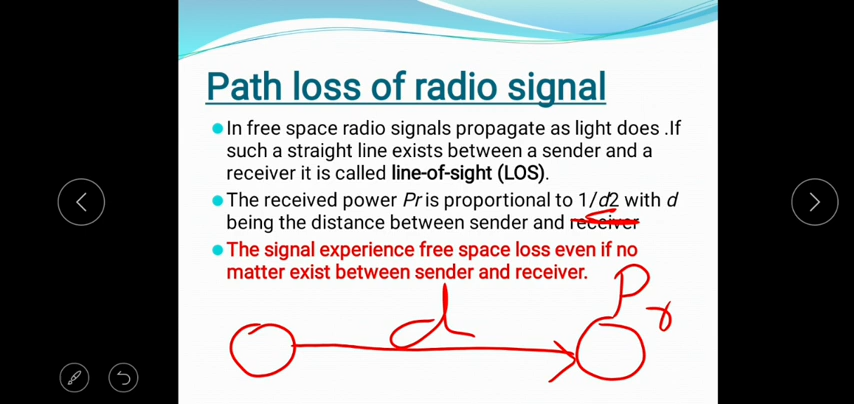 Path loss of radio signal
In free space radio signals propagate as light does .If
such a straight line exists between a sender and a
receiver it is called line-of-sight (LOS).
The received power Pr is proportional to 1/d2 with d
being the distance between sender and receiver
The signal experience free space loss even if no
matter exist between sender and receiver.
d
Pr